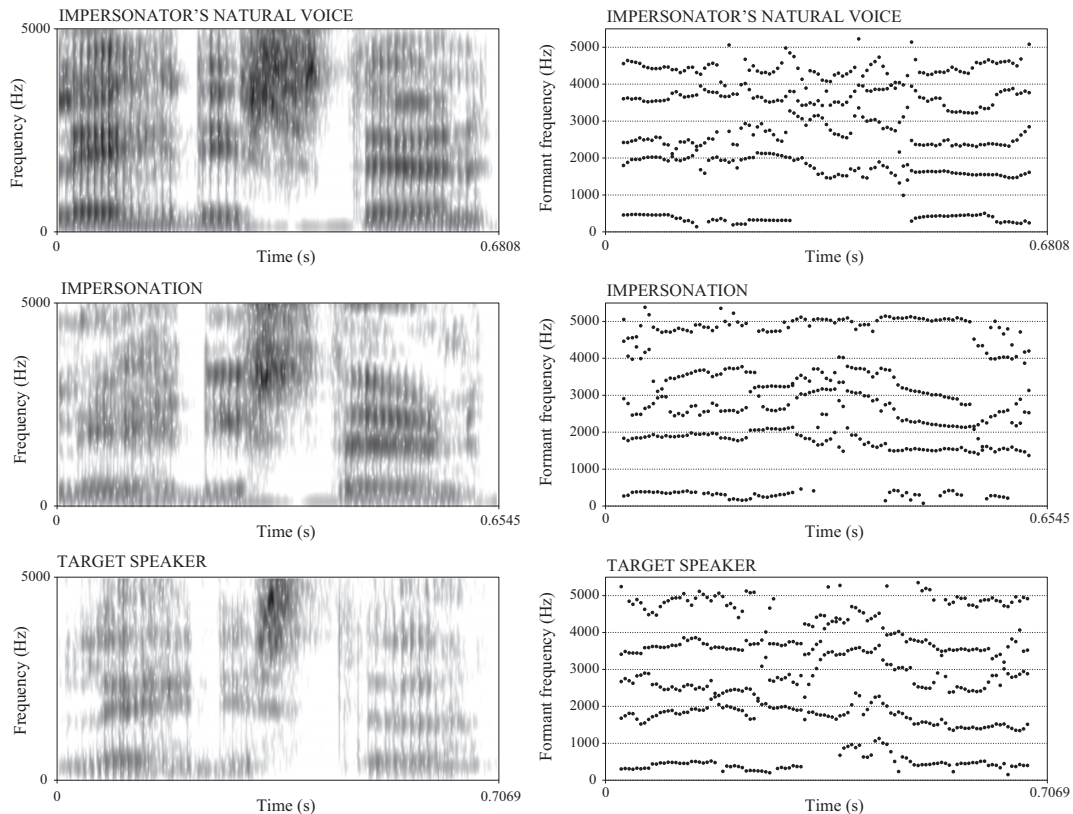 IMPERSONATOR'S NATURAL VOICE
5000
Frequency (Hz)
0
0
0.6808
Time (s)
IMPERSONATOR'S NATURAL VOICE
5000
4000
3000
2000
1000
0
Formant frequency (Hz)
0
0.6808
Time (s)
IMPERSONATION
5000
Frequency (Hz)
0
0
0.6545
Time (s)
IMPERSONATION
5000
4000
3000
2000
1000
0
Formant frequency (Hz)
0
0.6545
Time (s)
TARGET SPEAKER
5000
Frequency (Hz)
0
0
0.7069
Time (s)
TARGET SPEAKER
5000
4000
3000
2000
1000
0
Formant frequency (Hz)
0
0.7069
Time (s)